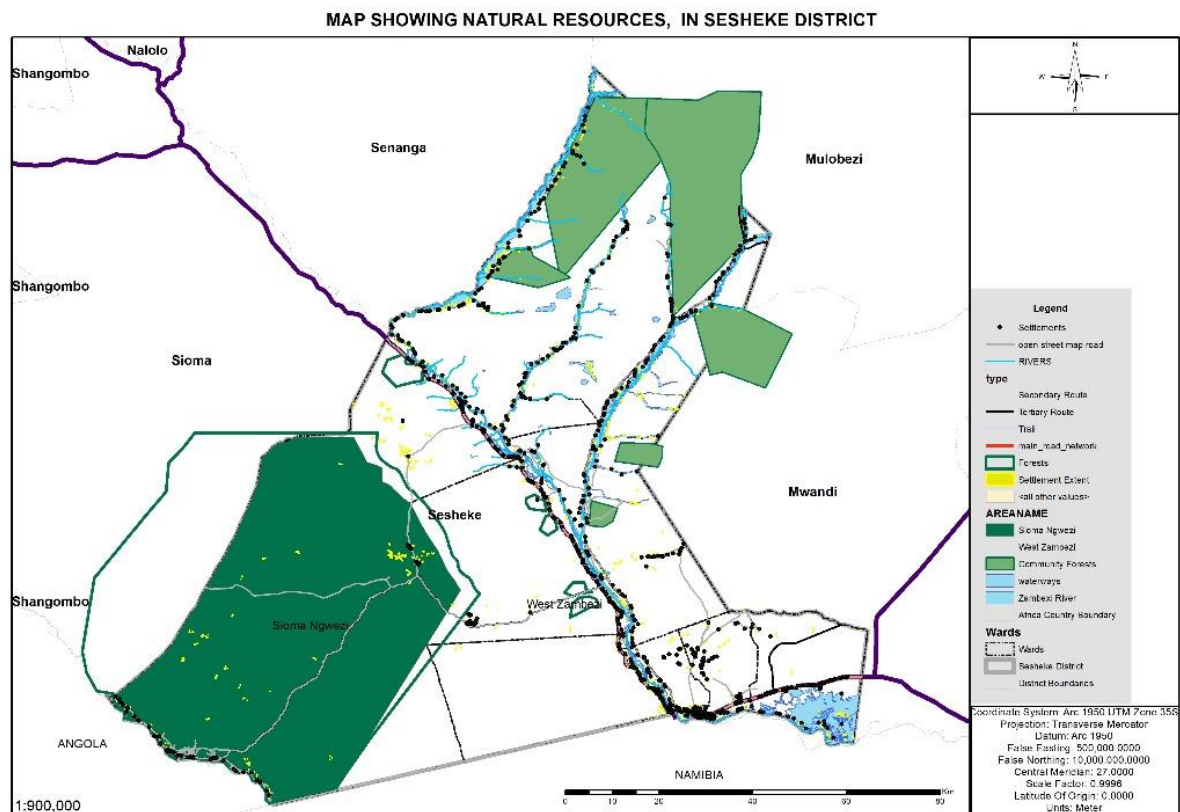 MAP SHOWING NATURAL RESOURCES, IN SESHEKE DISTRICT
Nalolo
Shangombo
Senanga
Mulobezi
Shangombo
Sioma
Mwandi
Sesheke
Shangombo
West Zambezi
Sioma Ngwezi
ANGOLA
NAMIBIA
1:900,000
0 5 10 20 30 40 60 80
Km
N
W E
S
Legend
Settlements
open street map road
RIVERS
type
Secondary Route
Tertiary Route
Trail
main_road_network
Forests
Settlement Extent
<all other values>
AREANAME
Sioma Ngwezi
West Zambezi
Community Forests
waterways
Zambexi River
Africa Country Boundary
Wards
Wards
Sesheke District
District Boundaries
Coordinate System: Arc 1950 UTM Zone 35S
Projection: Transverse Mercator
Datum: Arc 1950
False Easting: 500,000.0000
False Northing: 10,000,000.0000
Central Meridian: 27.0000
Scale Factor: 0.9996
Latitude Of Origin: 0.0000
Units: Meter